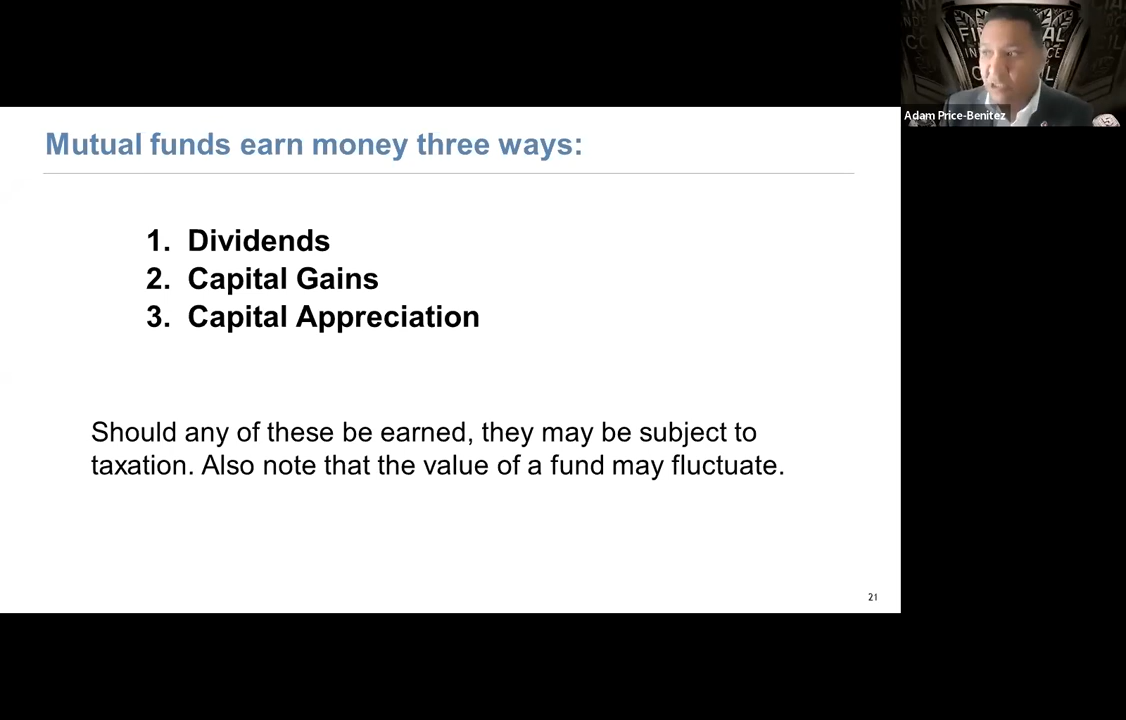 Mutual funds earn money three ways:
1. Dividends
2. Capital Gains
3. Capital Appreciation
Should any of these be earned, they may be subject to
taxation. Also note that the value of a fund may fluctuate.
21
Adam Price-Benitez